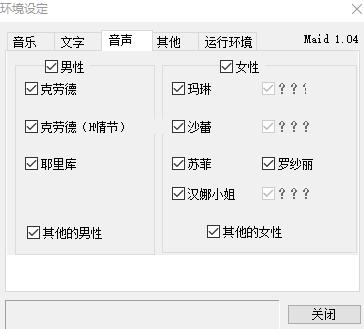 环境设定
音乐 文字 音声 其他 运行环境 Maid 1.04
男性 女性
克劳德 玛琳 ???
克劳德（H情节） 沙蕾 ???
耶里库 苏菲 罗纱丽
汉娜小姐 ???
其他的男性 其他的女性
关闭